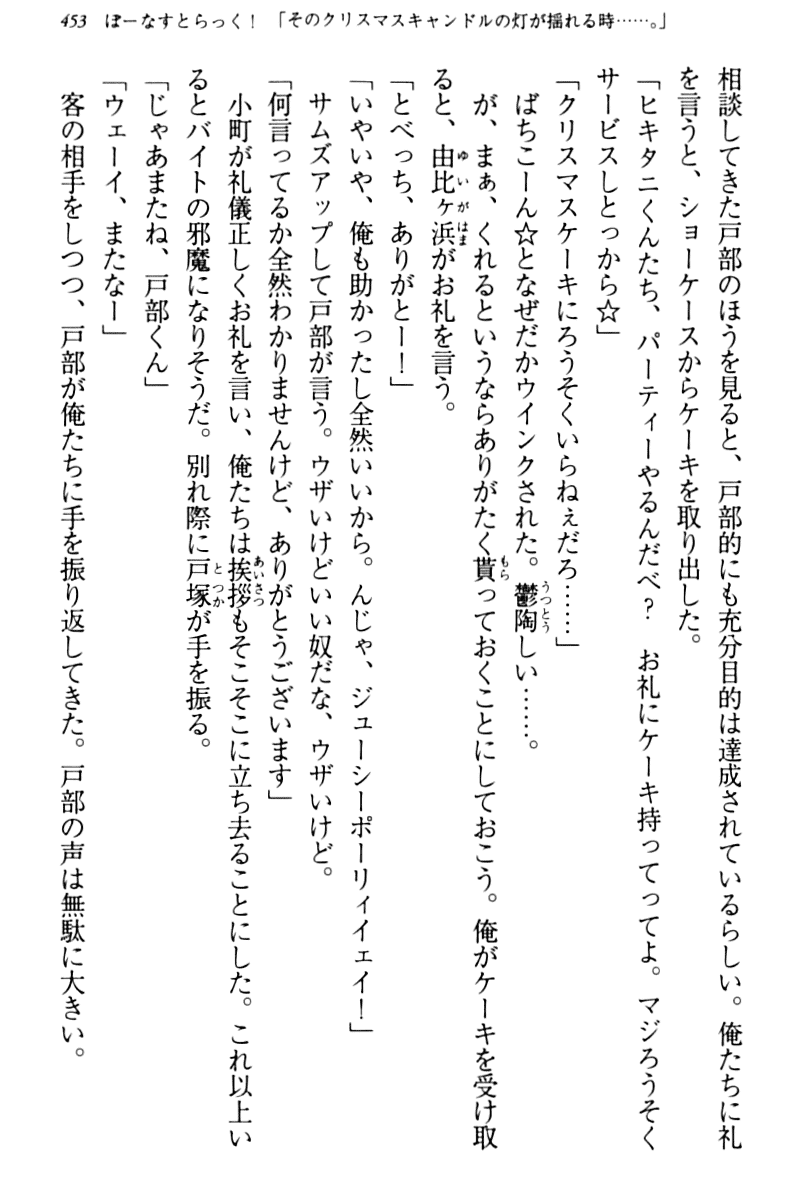 453 ぼーなすとらっく！ 「そのクリスマスキャンドルの灯が揺れる時……。」
相談してきた戸部のほうを見ると、戸部的にも充分目的は達成されているらしい。俺たちに礼
を言うと、ショーケースからケーキを取り出した。
「ヒキタニくんたち、パーティーやるんだべ？　お礼にケーキ持ってってよ。マジろうそく
サービスしとっから☆」
「クリスマスケーキにろうそくいらねぇだろ……」
ばちこーん☆となぜだかウインクされた。鬱陶しい……。
が、まぁ、くれるというならありがたく貰っておくことにしておこう。俺がケーキを受け取
ると、由比ヶ浜がお礼を言う。
「とべっち、ありがとー！」
「いやいや、俺も助かったし全然いいから。んじゃ、ジューシーポーリィイェイ！」
サムズアップして戸部が言う。ウザいけどいい奴だな、ウザいけど。
「何言ってるか全然わかりませんけど、ありがとうございます」
小町が礼儀正しくお礼を言い、俺たちは挨拶もそこそこに立ち去ることにした。これ以上い
るとバイトの邪魔になりそうだ。別れ際に戸塚が手を振る。
「じゃあまたね、戸部くん」
「ウェーイ、またなー」
客の相手をしつつ、戸部が俺たちに手を振り返してきた。戸部の声は無駄に大きい。